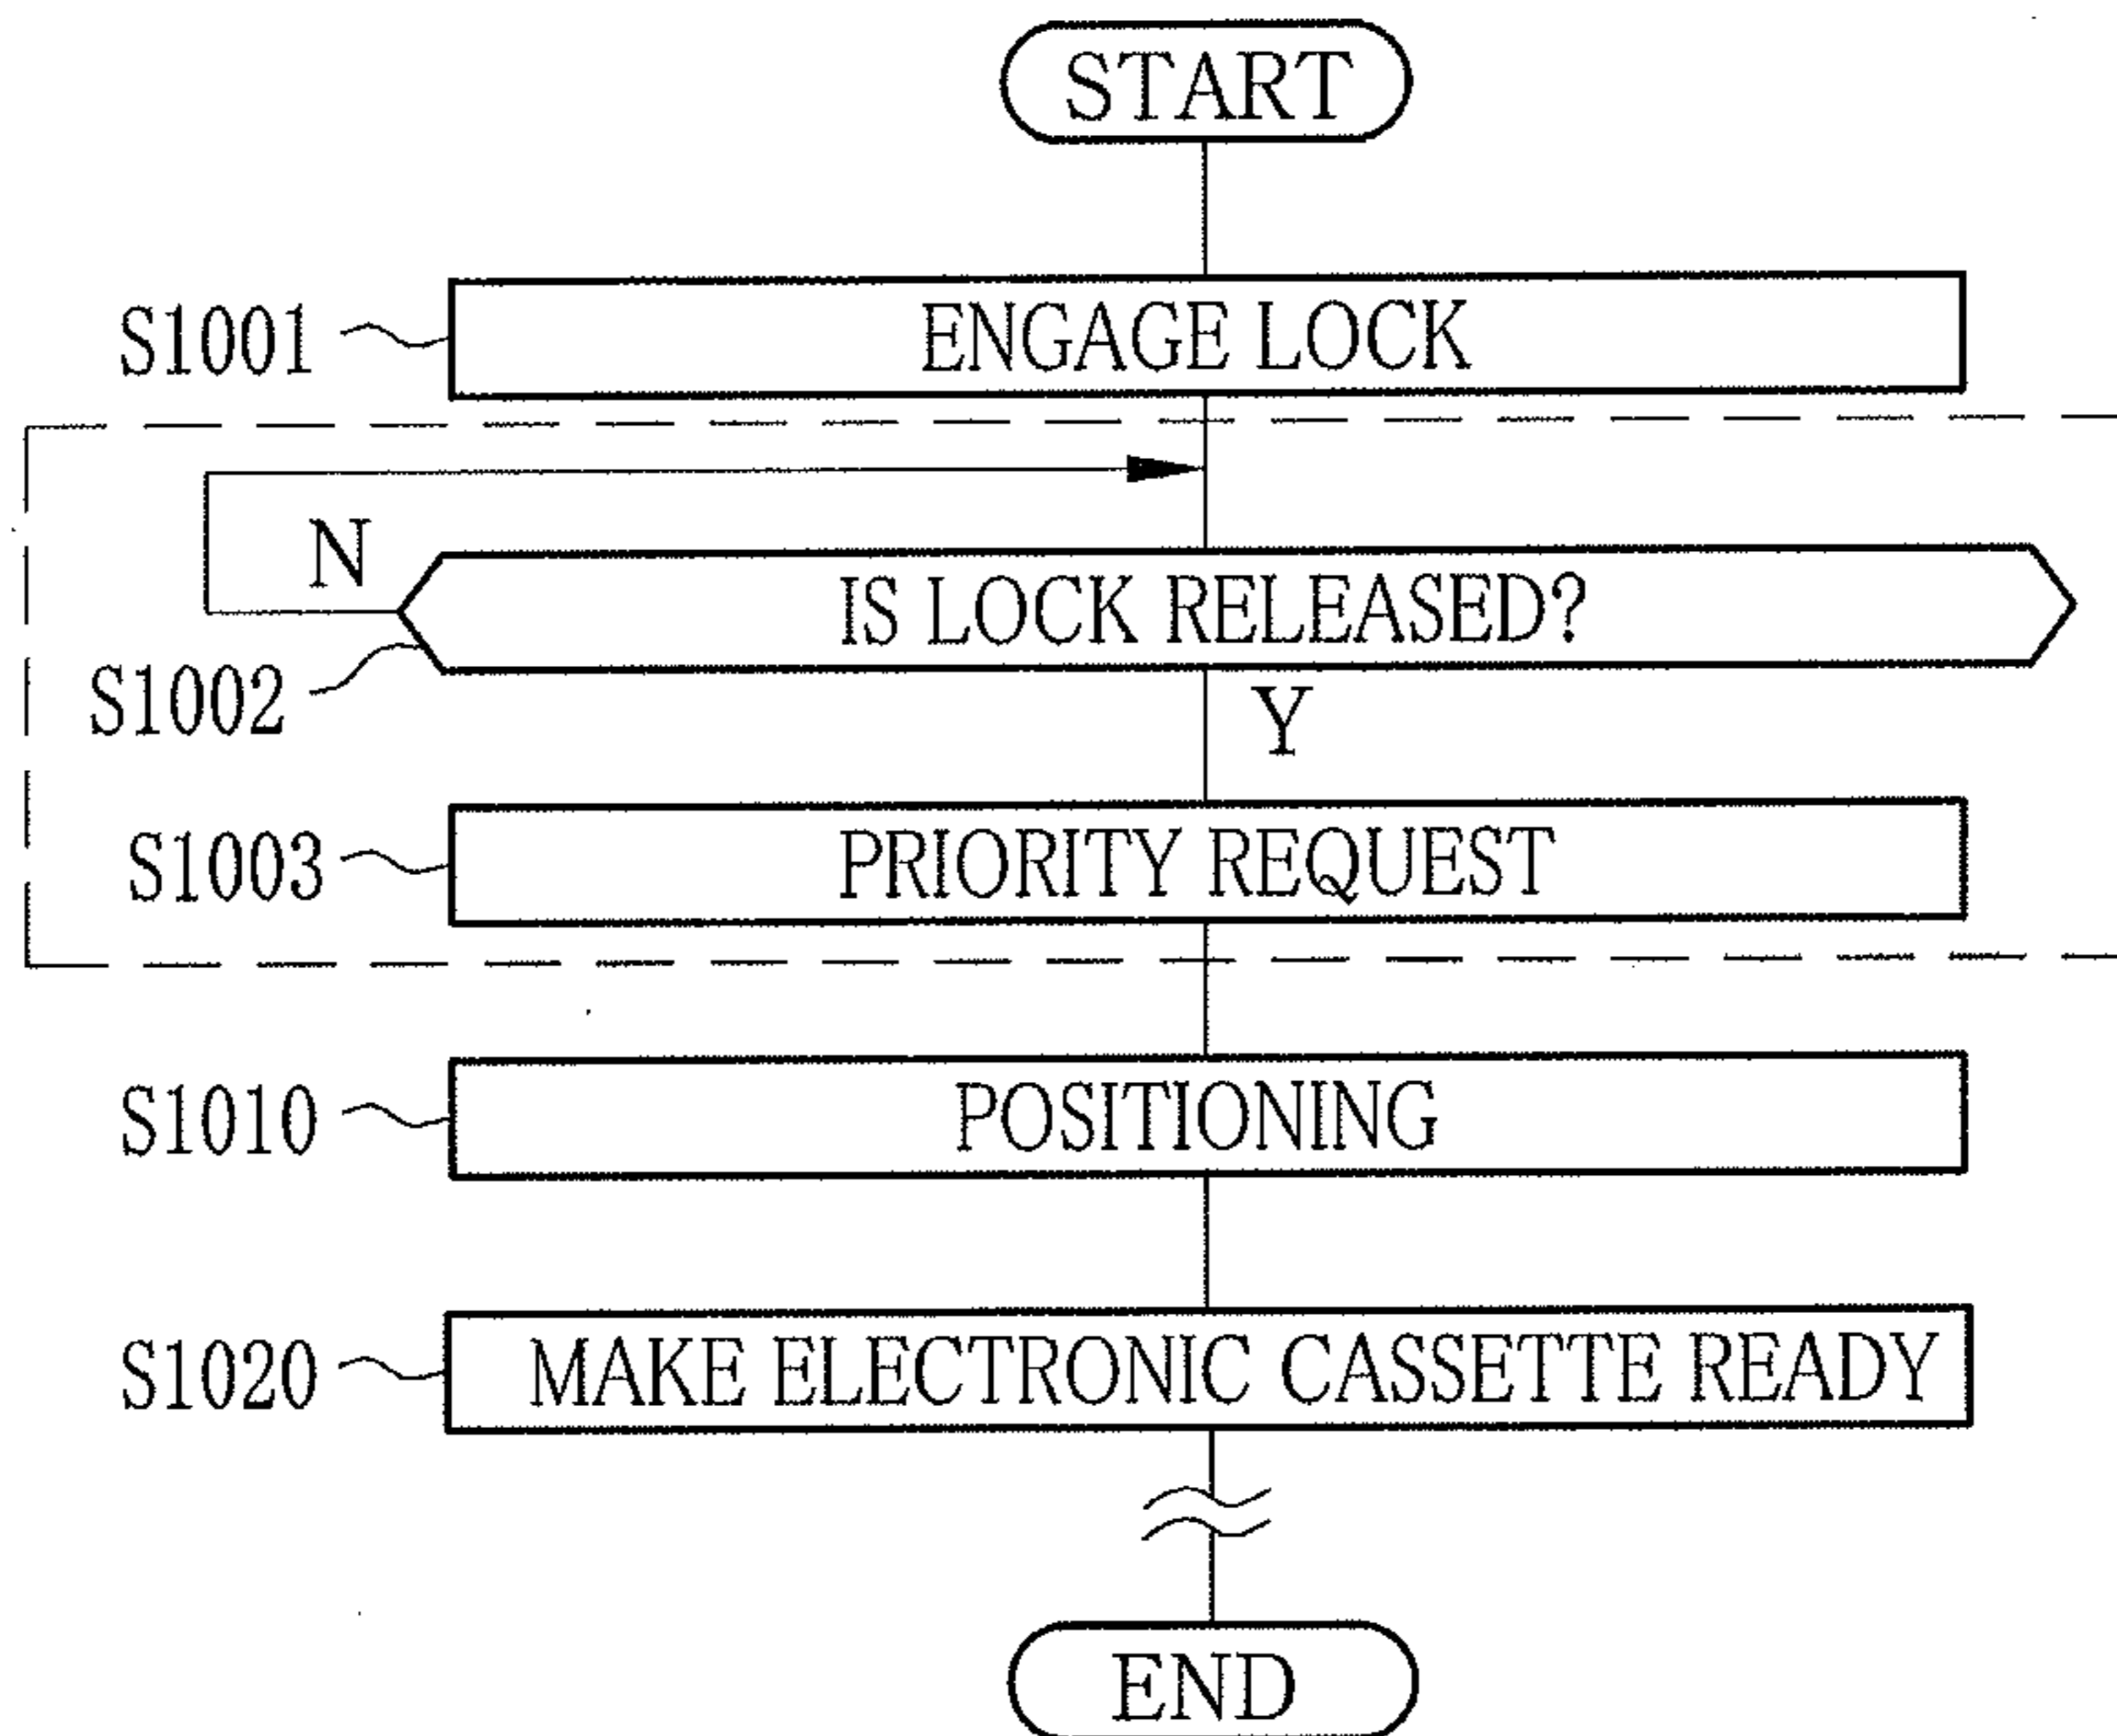 START
S1001 ENGAGE LOCK
N
IS LOCK RELEASED?
S1002
Y
S1003 PRIORITY REQUEST
S1010 POSITIONING
S1020 MAKE ELECTRONIC CASSETTE READY
END